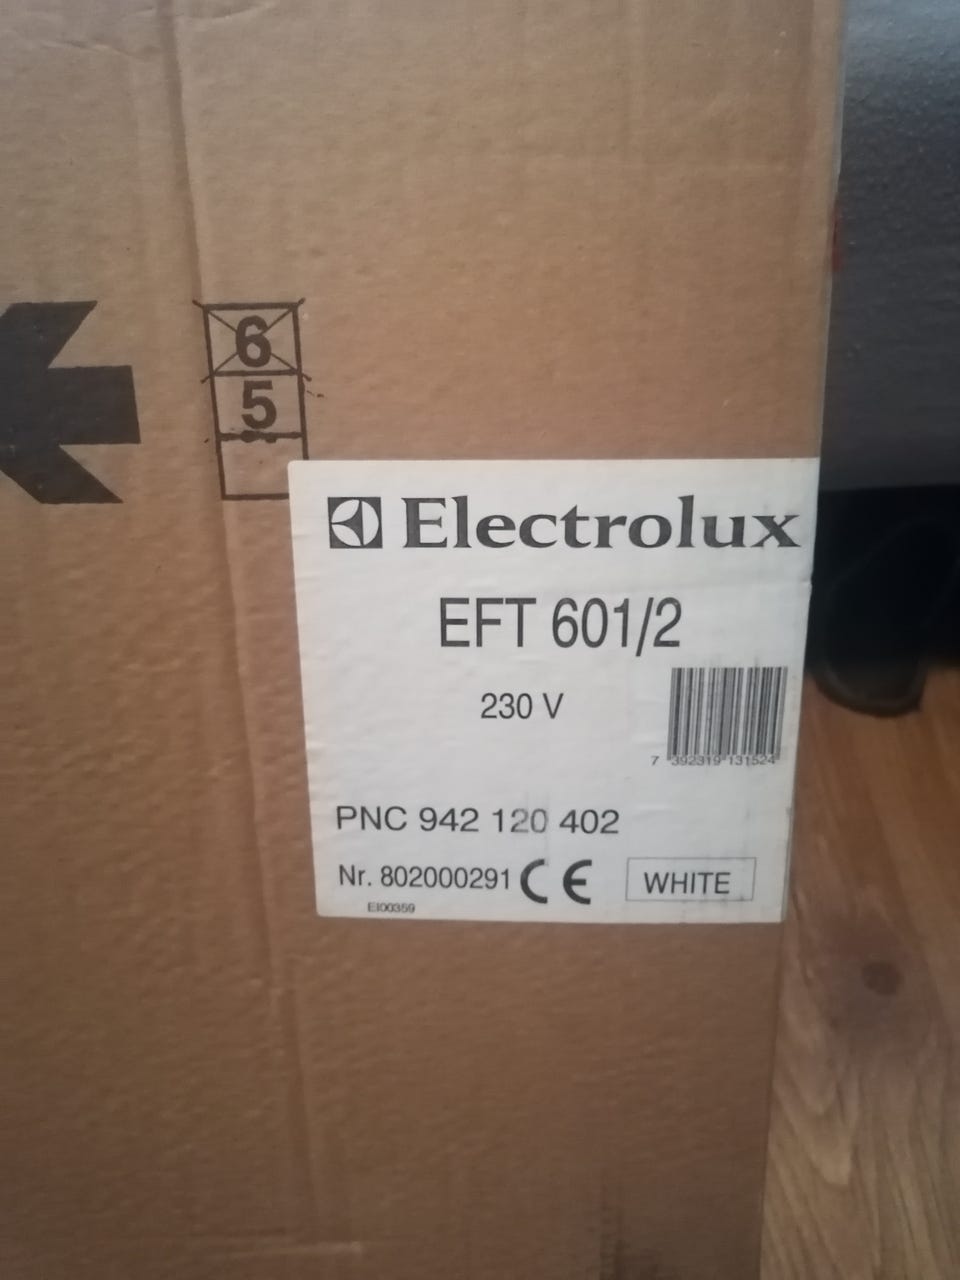 6
5
Electrolux
EFT 601/2
230 V
7 392319 131524
PNC 942 120 402
Nr. 802000291 CE WHITE
EI00359